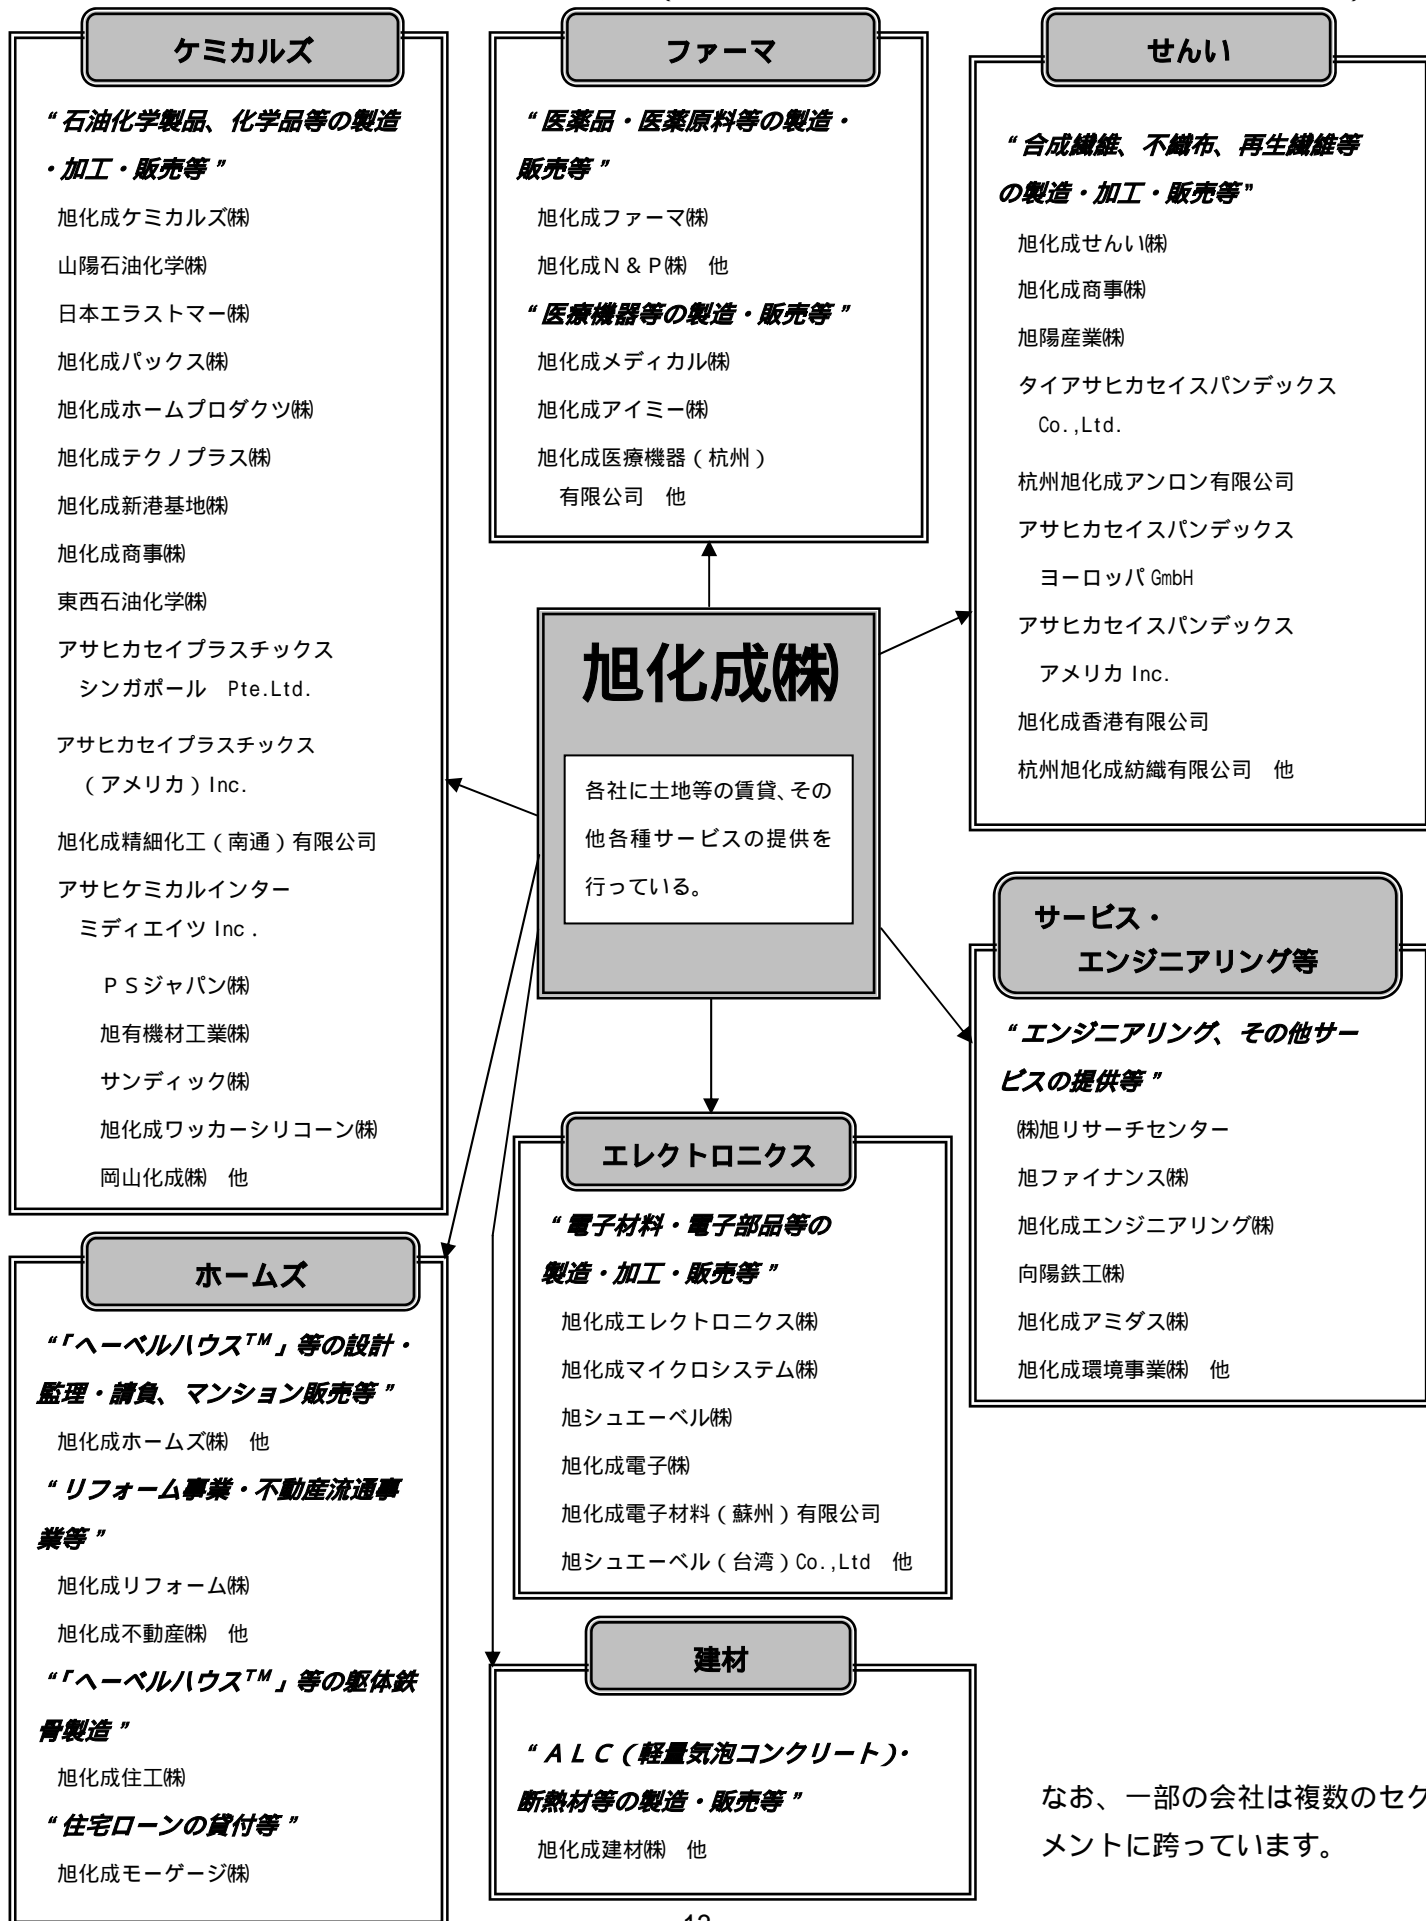 ケミカルズ
“石油化学製品、化学品等の製造
・加工・販売等”
旭化成ケミカルズ㈱
山陽石油化学㈱
日本エラストマー㈱
旭化成パックス㈱
旭化成ホームプロダクツ㈱
旭化成テクノプラス㈱
旭化成新港基地㈱
旭化成商事㈱
東西石油化学㈱
アサヒカセイプラスチックス
シンガポール　Pte.Ltd.
アサヒカセイプラスチックス
（アメリカ）Inc.
旭化成精細化工（南通）有限公司
アサヒケミカルインター
ミディエイツ Inc.
ＰＳジャパン㈱
旭有機材工業㈱
サンディック㈱
旭化成ワッカーシリコーン㈱
岡山化成㈱　他
ホームズ
“「ヘーベルハウスTM」等の設計・
監理・請負、マンション販売等”
旭化成ホームズ㈱　他
“リフォーム事業・不動産流通事
業等”
旭化成リフォーム㈱
旭化成不動産㈱　他
“「ヘーベルハウスTM」等の躯体鉄
骨製造”
旭化成住工㈱
“住宅ローンの貸付等”
旭化成モーゲージ㈱
ファーマ
“医薬品・医薬原料等の製造・
販売等”
旭化成ファーマ㈱
旭化成Ｎ＆Ｐ㈱　他
“医療機器等の製造・販売等”
旭化成メディカル㈱
旭化成アイミー㈱
旭化成医療機器（杭州）
有限公司　他
旭化成㈱
各社に土地等の賃貸、その
他各種サービスの提供を
行っている。
エレクトロニクス
“電子材料・電子部品等の
製造・加工・販売等”
旭化成エレクトロニクス㈱
旭化成マイクロシステム㈱
旭シュエーベル㈱
旭化成電子㈱
旭化成電子材料（蘇州）有限公司
旭シュエーベル（台湾）Co.,Ltd　他
建材
“ＡＬＣ（軽量気泡コンクリート）・
断熱材等の製造・販売等”
旭化成建材㈱　他
せんい
“合成繊維、不織布、再生繊維等
の製造・加工・販売等”
旭化成せんい㈱
旭化成商事㈱
旭陽産業㈱
タイアサヒカセイスパンデックス
Co.,Ltd.
杭州旭化成アンロン有限公司
アサヒカセイスパンデックス
ヨーロッパ GmbH
アサヒカセイスパンデックス
アメリカ Inc.
旭化成香港有限公司
杭州旭化成紡織有限公司　他
サービス・
エンジニアリング等
“エンジニアリング、その他サー
ビスの提供等”
㈱旭リサーチセンター
旭ファイナンス㈱
旭化成エンジニアリング㈱
向陽鉄工㈱
旭化成アミダス㈱
旭化成環境事業㈱　他
なお、一部の会社は複数のセグ
メントに跨っています。